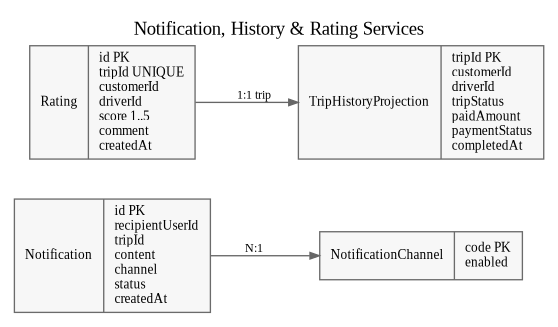 Notification, History & Rating Services
Rating
id PK
tripId UNIQUE
customerId
driverId
score 1..5
comment
createdAt
1:1 trip
TripHistoryProjection
tripId PK
customerId
driverId
tripStatus
paidAmount
paymentStatus
completedAt
Notification
id PK
recipientUserId
tripId
content
channel
status
createdAt
N:1
NotificationChannel
code PK
enabled